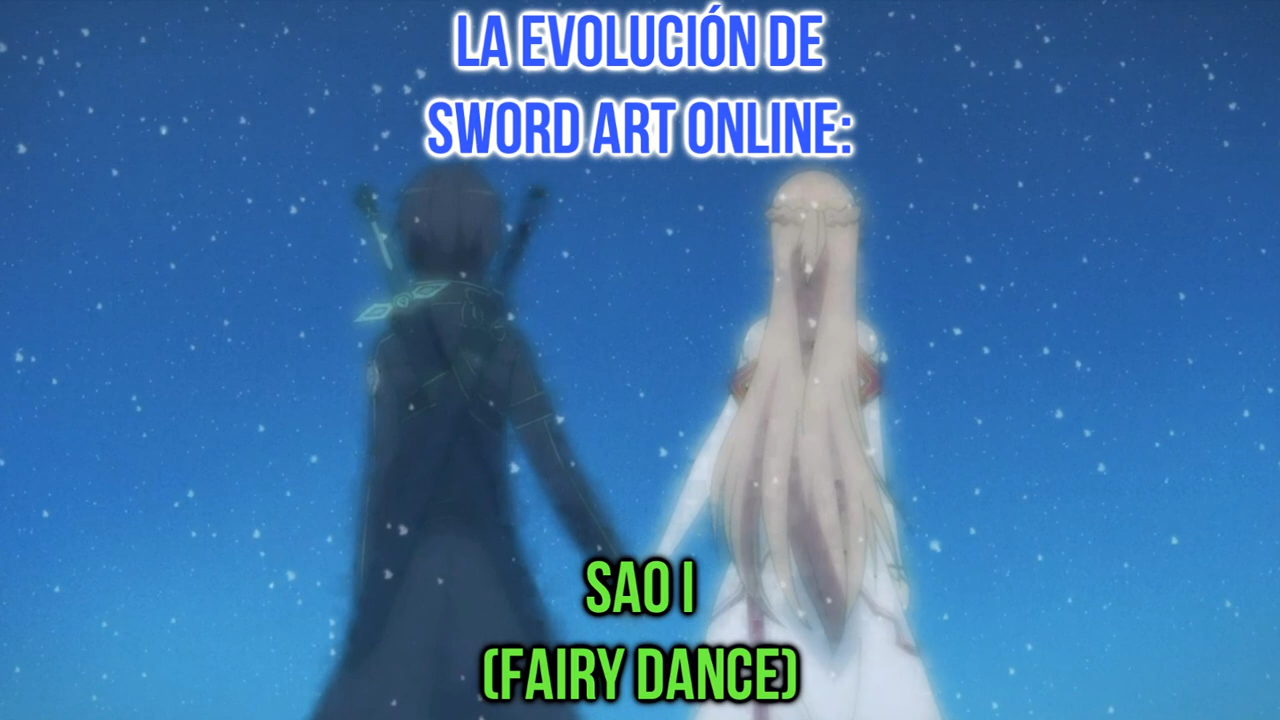 LA EVOLUCIÓN DE
SWORD ART ONLINE:
SAO I
(FAIRY DANCE)